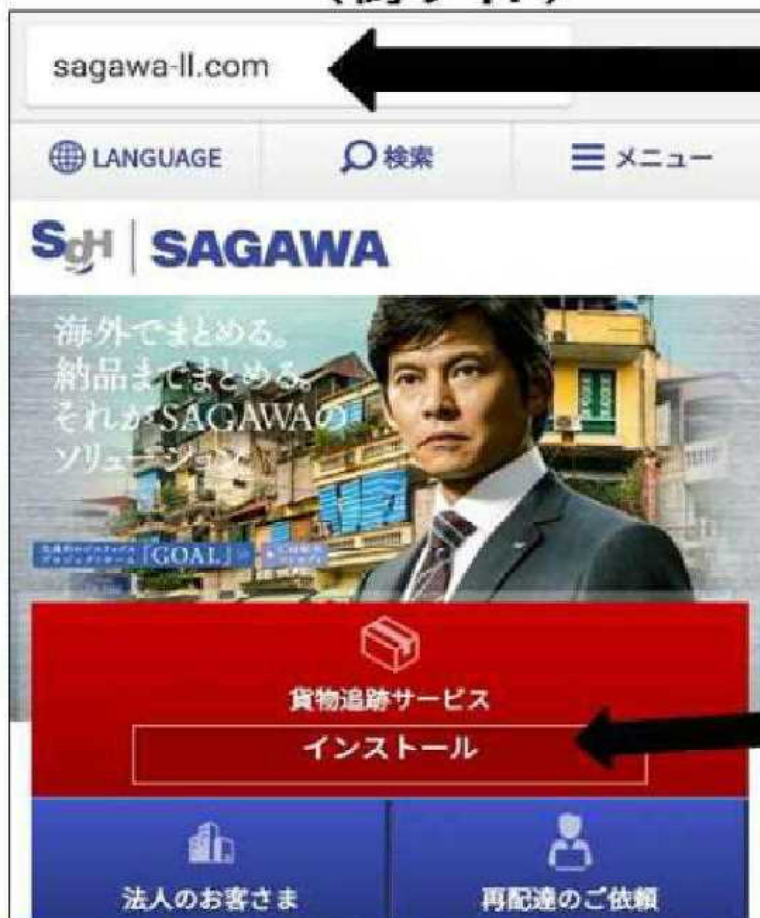 sagawa-ll.com
LANGUAGE
検索
メニュー
SgH SAGAWA
海外でまとめる。
納品まてまとめる。
それがSAGAWAの
ソリューション。
「GOAL」
貨物追跡サービス
インストール
法人のお客さま
再配達のご依頼